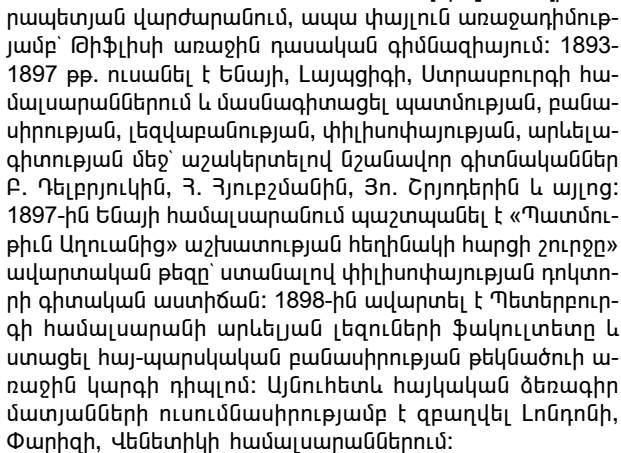 րապետյան վարժարանում, ապա փայլուն առաջադիմութ-
յամբ՝ Թիֆլիսի առաջին դասական գիմնազիայում: 1893-
1897 թթ. ուսանել է Ենայի, Լայպցիգի, Ստրասբուրգի հա-
մալսարաններում և մասնագիտացել պատմության, բանա-
սիրության, լեզվաբանության, փիլիսոփայության, արևելա-
գիտության մեջ՝ աշակերտելով նշանավոր գիտնականներ
Բ. Դելբրյուկին, Հ. Հյուբշմանին, Յո. Շրյոդերին և այլոց:
1897-ին Ենայի համալսարանում պաշտպանել է «Պատմու-
թիւն Աղուանից» աշխատության հեղինակի հարցի շուրջը»
ավարտական թեզը՝ ստանալով փիլիսոփայության դոկտո-
րի գիտական աստիճան: 1898-ին ավարտել է Պետերբուր-
գի համալսարանի արևելյան լեզուների ֆակուլտետը և
ստացել հայ-պարսկական բանասիրության թեկնածուի ա-
ռաջին կարգի դիպլոմ: Այնուհետև հայկական ձեռագիր
մատյանների ուսումնասիրությամբ է զբաղվել Լոնդոնի,
Փարիզի, Վենետիկի համալսարաններում: